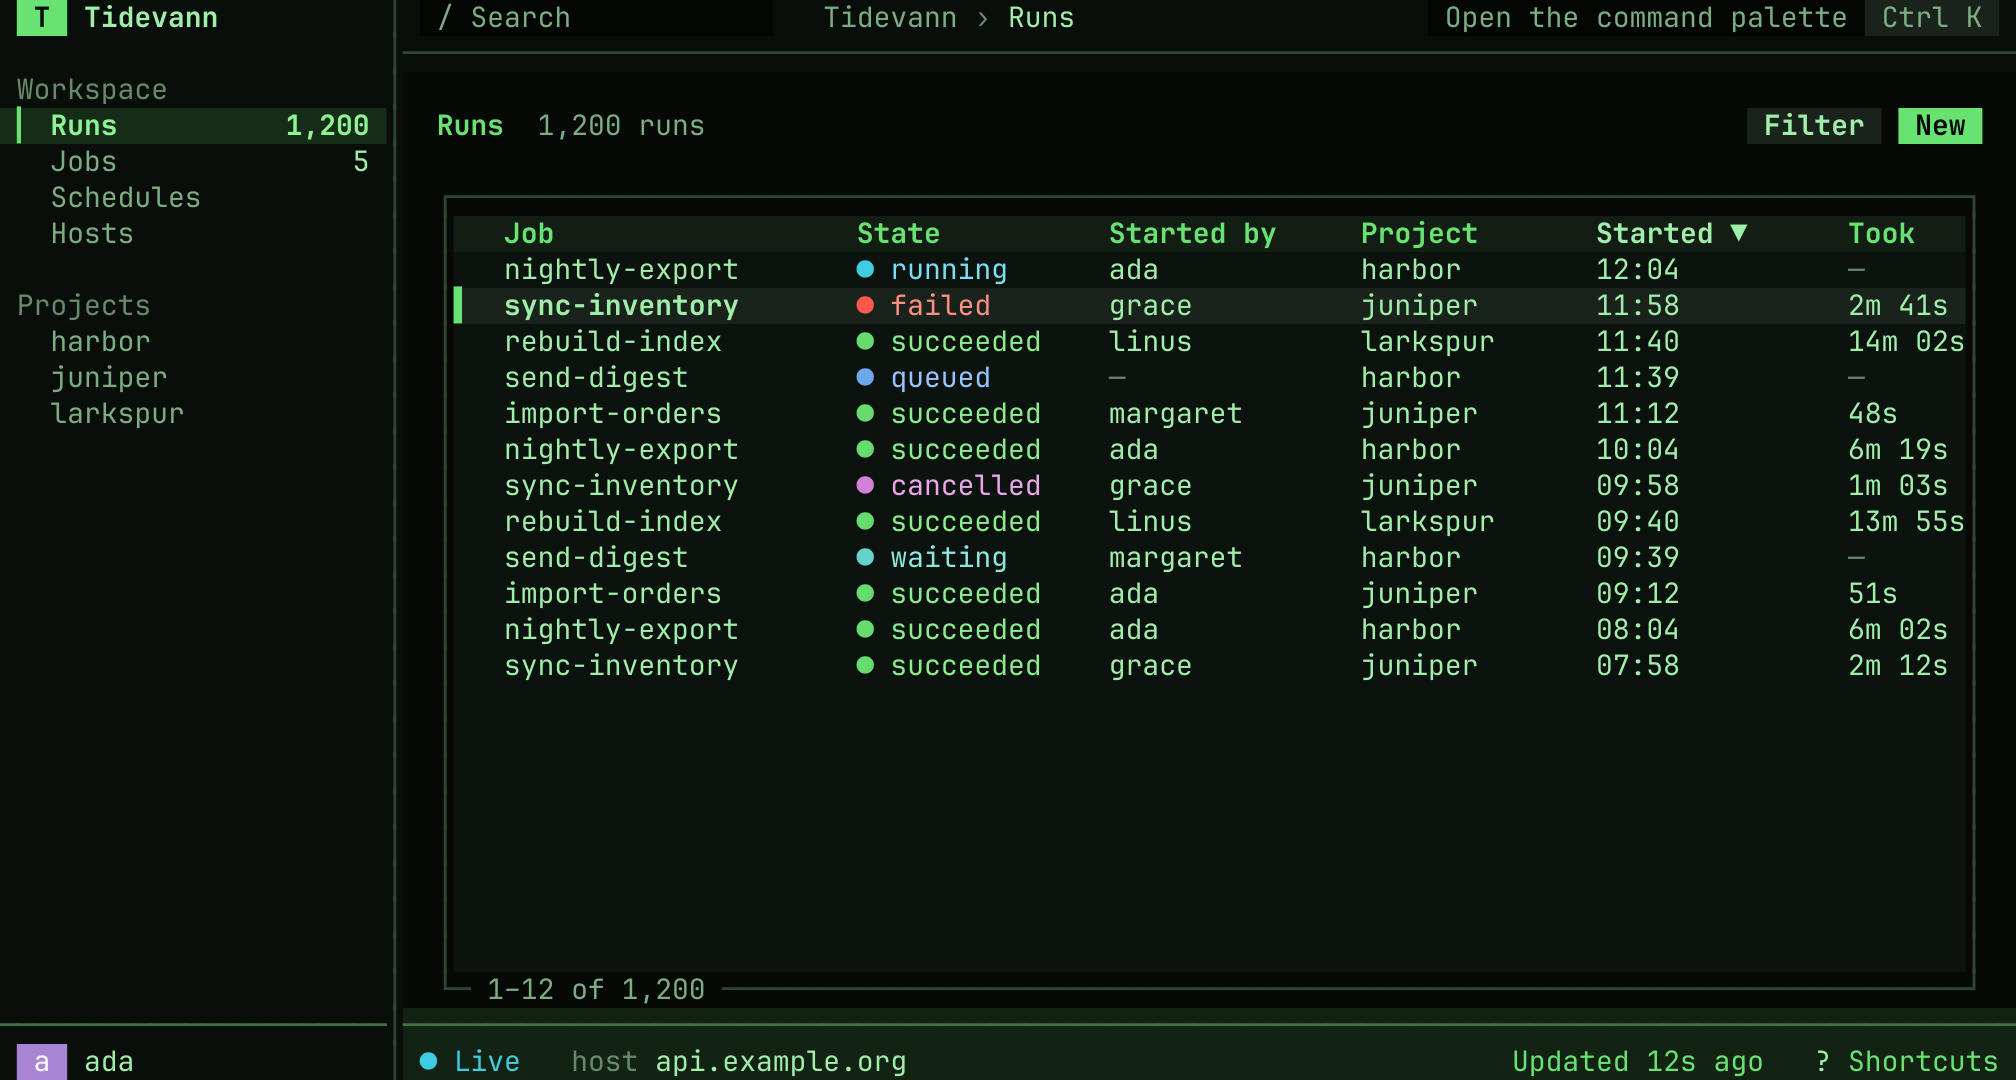 T Tidevann
/ Search
Tidevann › Runs
Open the command palette Ctrl K
Workspace
Runs 1,200
Jobs 5
Schedules
Hosts
Projects
harbor
juniper
larkspur
Runs 1,200 runs
Filter New
Job State Started by Project Started ▼ Took
nightly-export ● running ada harbor 12:04 —
sync-inventory ● failed grace juniper 11:58 2m 41s
rebuild-index ● succeeded linus larkspur 11:40 14m 02s
send-digest ● queued — harbor 11:39 —
import-orders ● succeeded margaret juniper 11:12 48s
nightly-export ● succeeded ada harbor 10:04 6m 19s
sync-inventory ● cancelled grace juniper 09:58 1m 03s
rebuild-index ● succeeded linus larkspur 09:40 13m 55s
send-digest ● waiting margaret harbor 09:39 —
import-orders ● succeeded ada juniper 09:12 51s
nightly-export ● succeeded ada harbor 08:04 6m 02s
sync-inventory ● succeeded grace juniper 07:58 2m 12s
1–12 of 1,200
a ada
● Live host api.example.org
Updated 12s ago ? Shortcuts